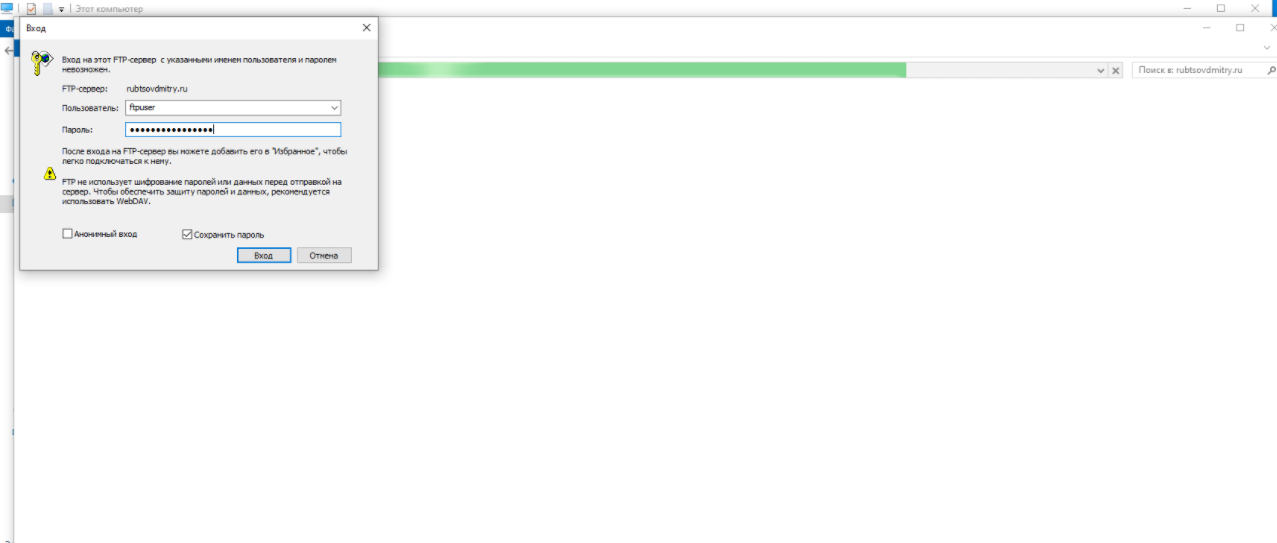 Этот компьютер
Вход
Вход на этот FTP-сервер с указанными именем пользователя и паролем
невозможен.
FTP-сервер: rubtsovdmitry.ru
Пользователь: ftpuser
Пароль: ●●●●●●●●●●●●●●●●
После входа на FTP-сервер вы можете добавить его в "Избранное", чтобы
легко подключаться к нему.
FTP не использует шифрование паролей или данных перед отправкой на
сервер. Чтобы обеспечить защиту паролей и данных, рекомендуется
использовать WebDAV.
Анонимный вход Сохранить пароль
Вход Отмена
Поиск в: rubtsovdmitry.ru